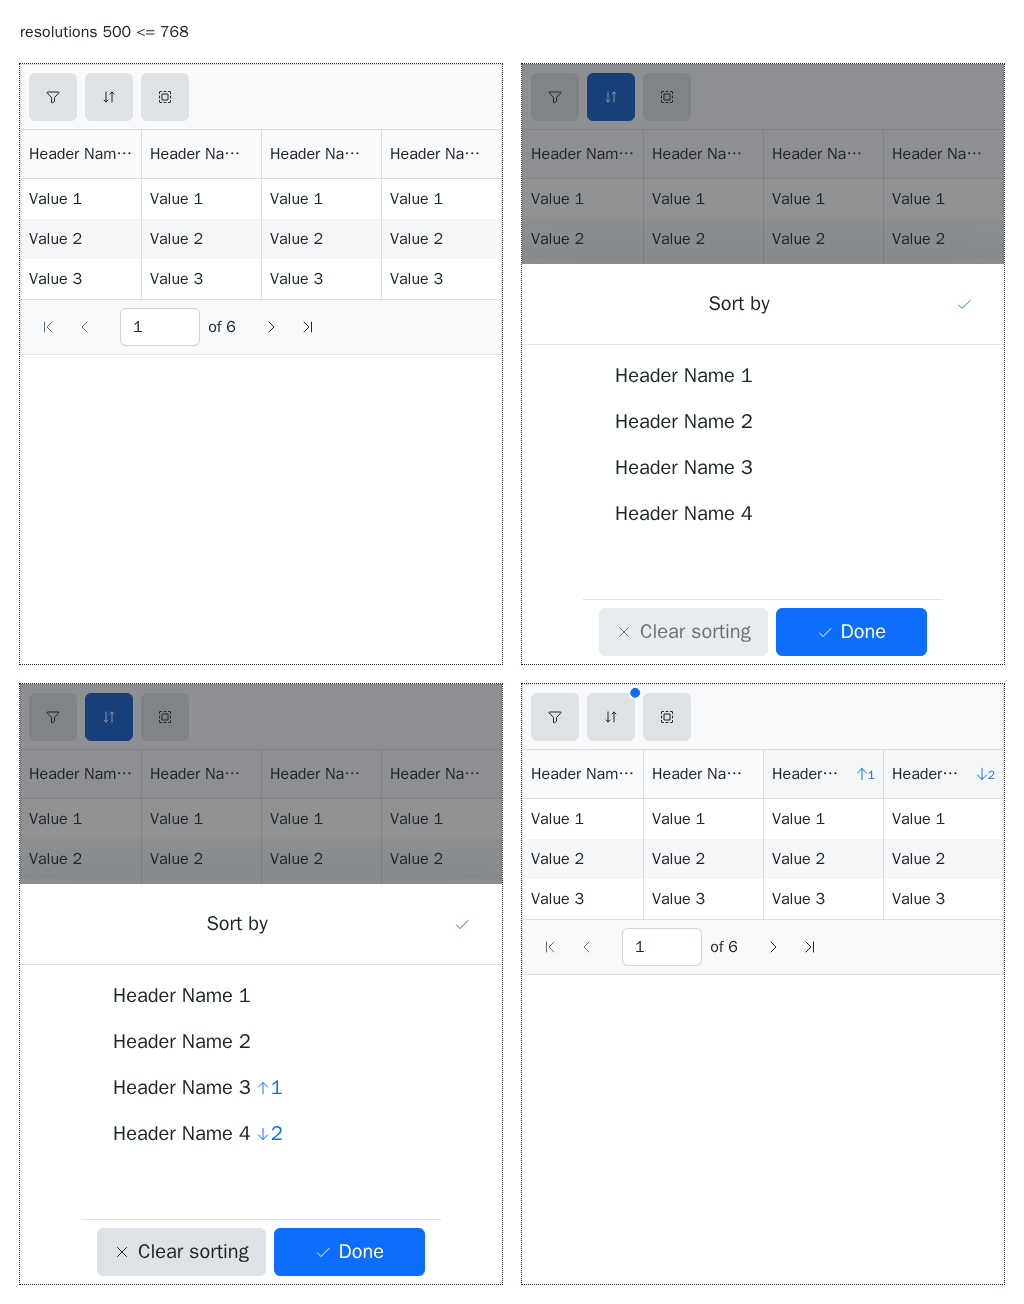 resolutions 500 <= 768
Header Nam··· Header Na··· Header Na··· Header Na···
Value 1 Value 1 Value 1 Value 1
Value 2 Value 2 Value 2 Value 2
Value 3 Value 3 Value 3 Value 3
1 of 6
Header Nam··· Header Na··· Header Na··· Header Na···
Value 1 Value 1 Value 1 Value 1
Value 2 Value 2 Value 2 Value 2
Sort by
Header Name 1
Header Name 2
Header Name 3
Header Name 4
Clear sorting Done
Header Nam··· Header Na··· Header Na··· Header Na···
Value 1 Value 1 Value 1 Value 1
Value 2 Value 2 Value 2 Value 2
Sort by
Header Name 1
Header Name 2
Header Name 3 ↑1
Header Name 4 ↓2
Clear sorting Done
Header Nam··· Header Na··· Header··· ↑1 Header··· ↓2
Value 1 Value 1 Value 1 Value 1
Value 2 Value 2 Value 2 Value 2
Value 3 Value 3 Value 3 Value 3
1 of 6